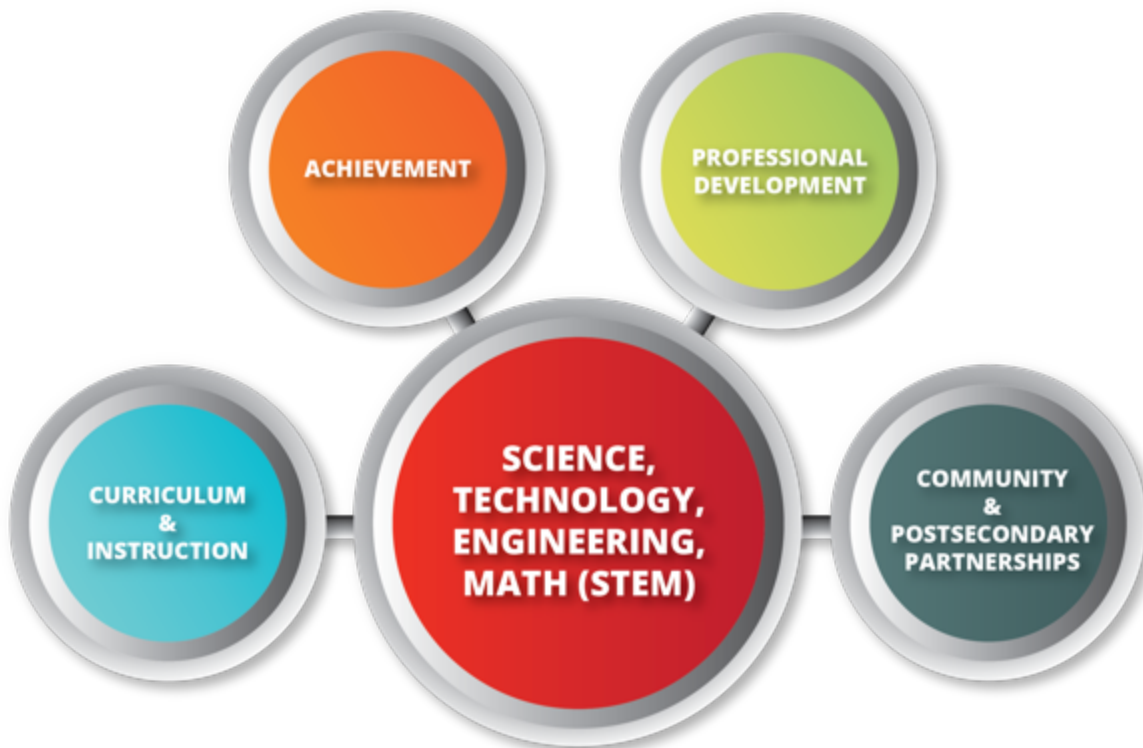 ACHIEVEMENT
PROFESSIONAL
DEVELOPMENT
CURRICULUM
&
INSTRUCTION
SCIENCE,
TECHNOLOGY,
ENGINEERING,
MATH (STEM)
COMMUNITY
&
POSTSECONDARY
PARTNERSHIPS